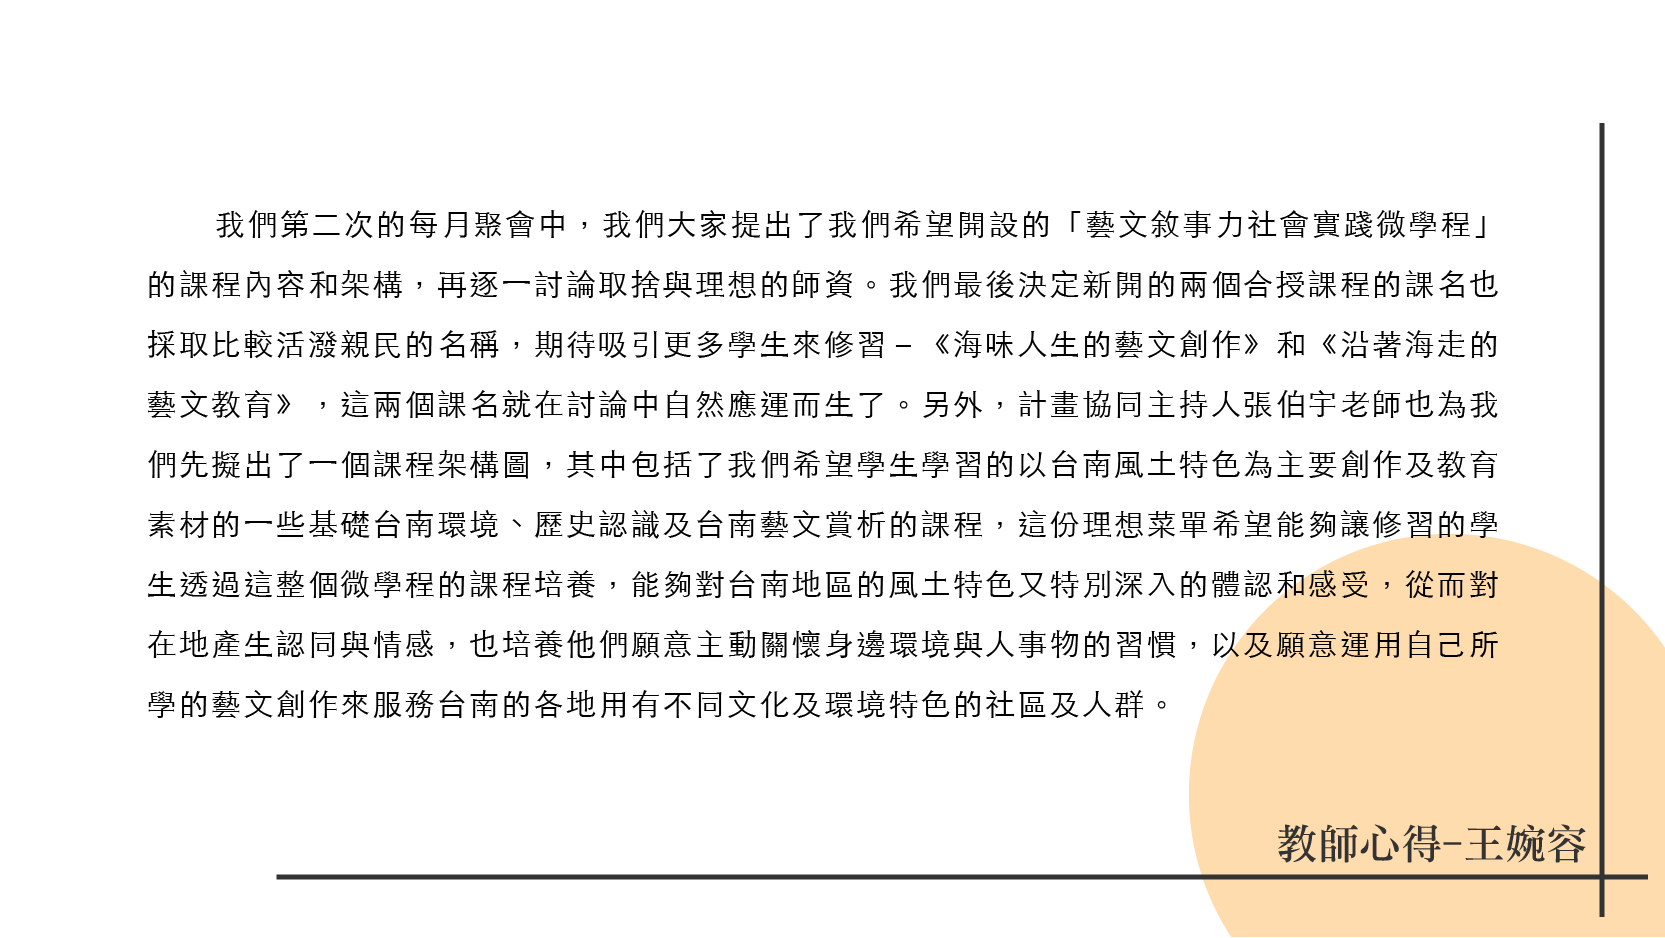 我們第二次的每月聚會中，我們大家提出了我們希望開設的「藝文敘事力社會實踐微學程」
的課程內容和架構，再逐一討論取捨與理想的師資。我們最後決定新開的兩個合授課程的課名也
採取比較活潑親民的名稱，期待吸引更多學生來修習 – 《海味人生的藝文創作》和《沿著海走的
藝文教育》，這兩個課名就在討論中自然應運而生了。另外，計畫協同主持人張伯宇老師也為我
們先擬出了一個課程架構圖，其中包括了我們希望學生學習的以台南風土特色為主要創作及教育
素材的一些基礎台南環境、歷史認識及台南藝文賞析的課程，這份理想菜單希望能夠讓修習的學
生透過這整個微學程的課程培養，能夠對台南地區的風土特色又特別深入的體認和感受，從而對
在地產生認同與情感，也培養他們願意主動關懷身邊環境與人事物的習慣，以及願意運用自己所
學的藝文創作來服務台南的各地用有不同文化及環境特色的社區及人群。
教師心得–王婉容